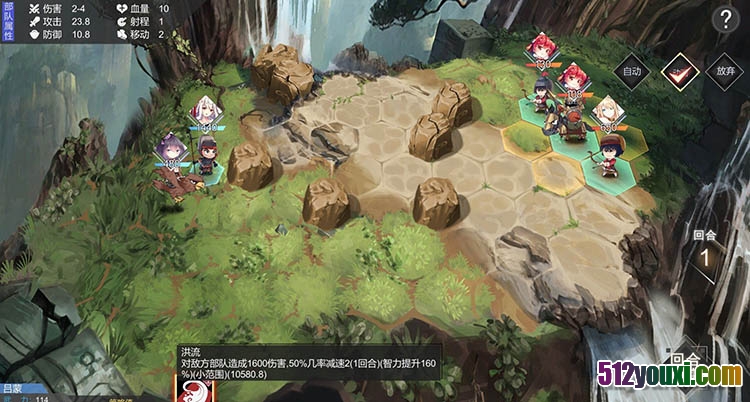 部队属性
伤害 2-4
血量 10
攻击 23.8
射程 1
防御 10.8
移动 2
?
自动
放弃
回合
1
洪流
对敌方部队造成1600伤害,50%几率减速2(1回合)(智力提升160
%)(小范围)(10580.8)
回合
吕蒙
114
512youxi.com